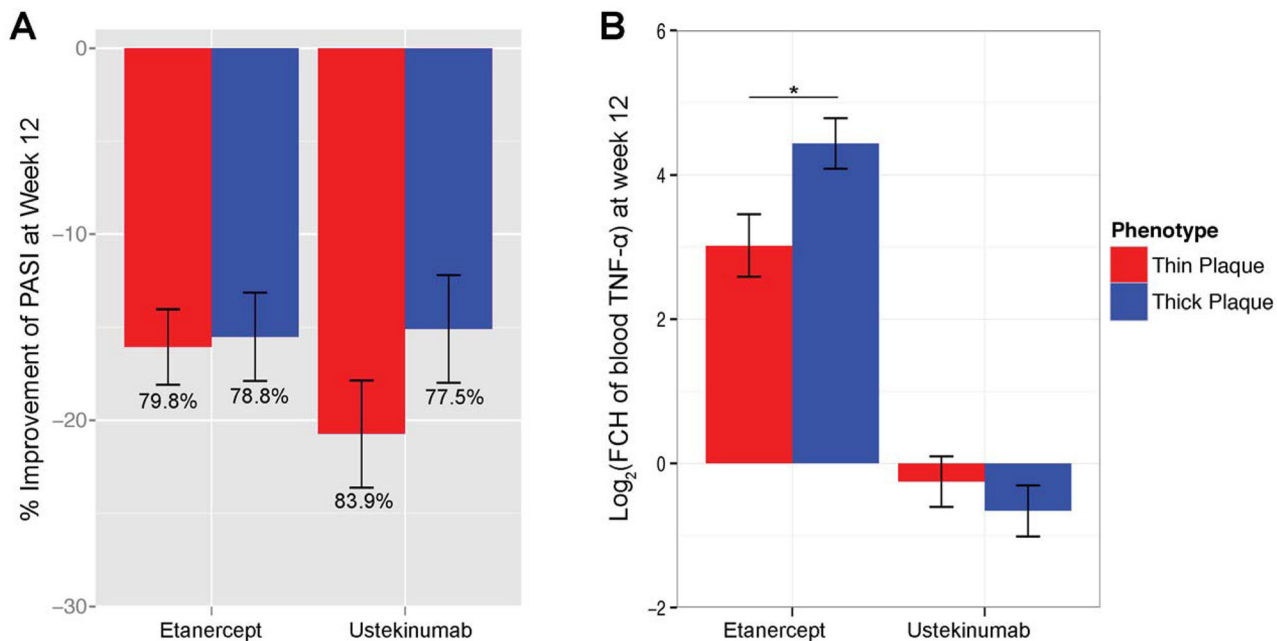 A
% Improvement of PASI at Week 12
0
−10
−20
−30
79.8%
78.8%
83.9%
77.5%
Etanercept
Ustekinumab
B
Log₂(FCH of blood TNF-α) at week 12
6
4
2
0
−2
*
Etanercept
Ustekinumab
Phenotype
Thin Plaque
Thick Plaque